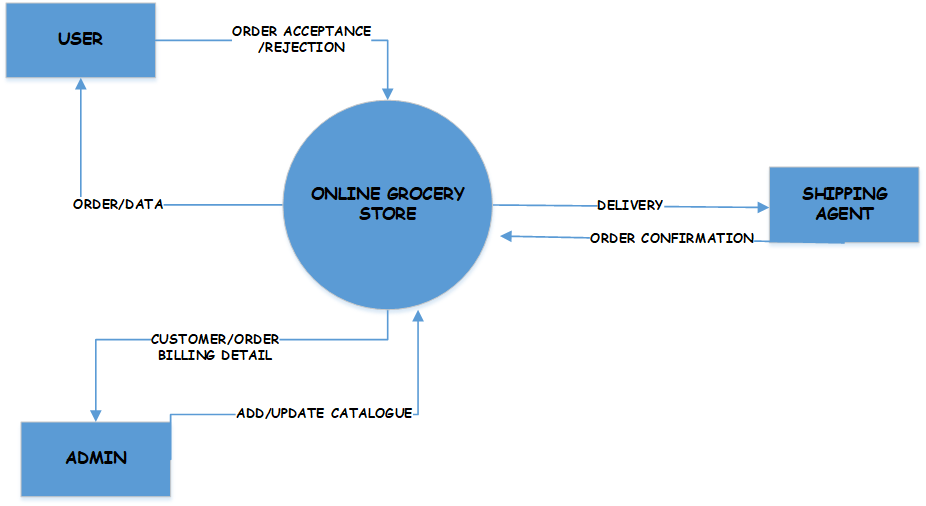 USER
ORDER ACCEPTANCE
/REJECTION
ORDER/DATA
ONLINE GROCERY
STORE
DELIVERY
SHIPPING
AGENT
ORDER CONFIRMATION
CUSTOMER/ORDER
BILLING DETAIL
ADD/UPDATE CATALOGUE
ADMIN